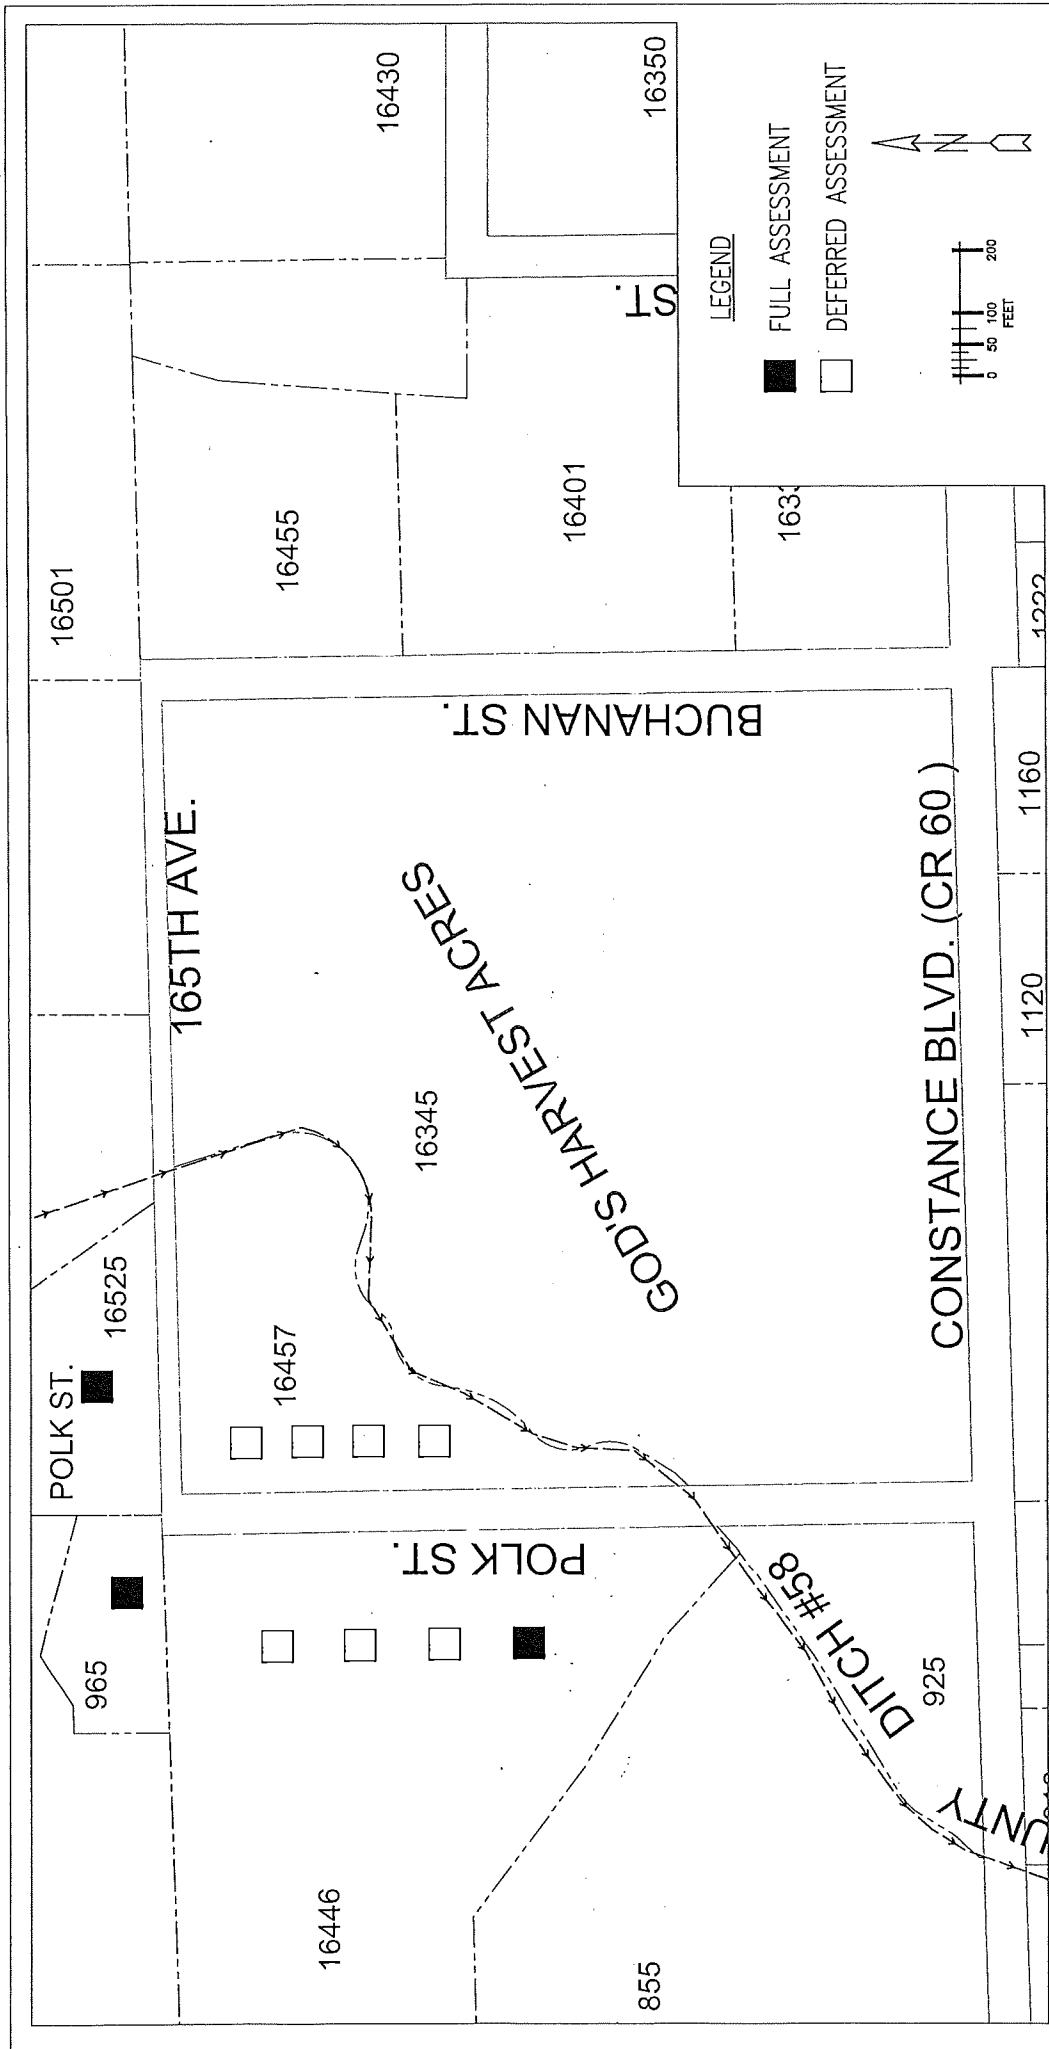 POLK ST.
965
16525
16501
165TH AVE.
16446
16457
16455
16430
POLK ST.
16345
BUCHANAN ST.
GOD'S HARVEST ACRES
16401
16350
ST.
855
DITCH #58
925
CONSTANCE BLVD. (CR 60 )
1120
1160
LEGEND
FULL ASSESSMENT
DEFERRED ASSESSMENT
0 50 100 200
FEET
N